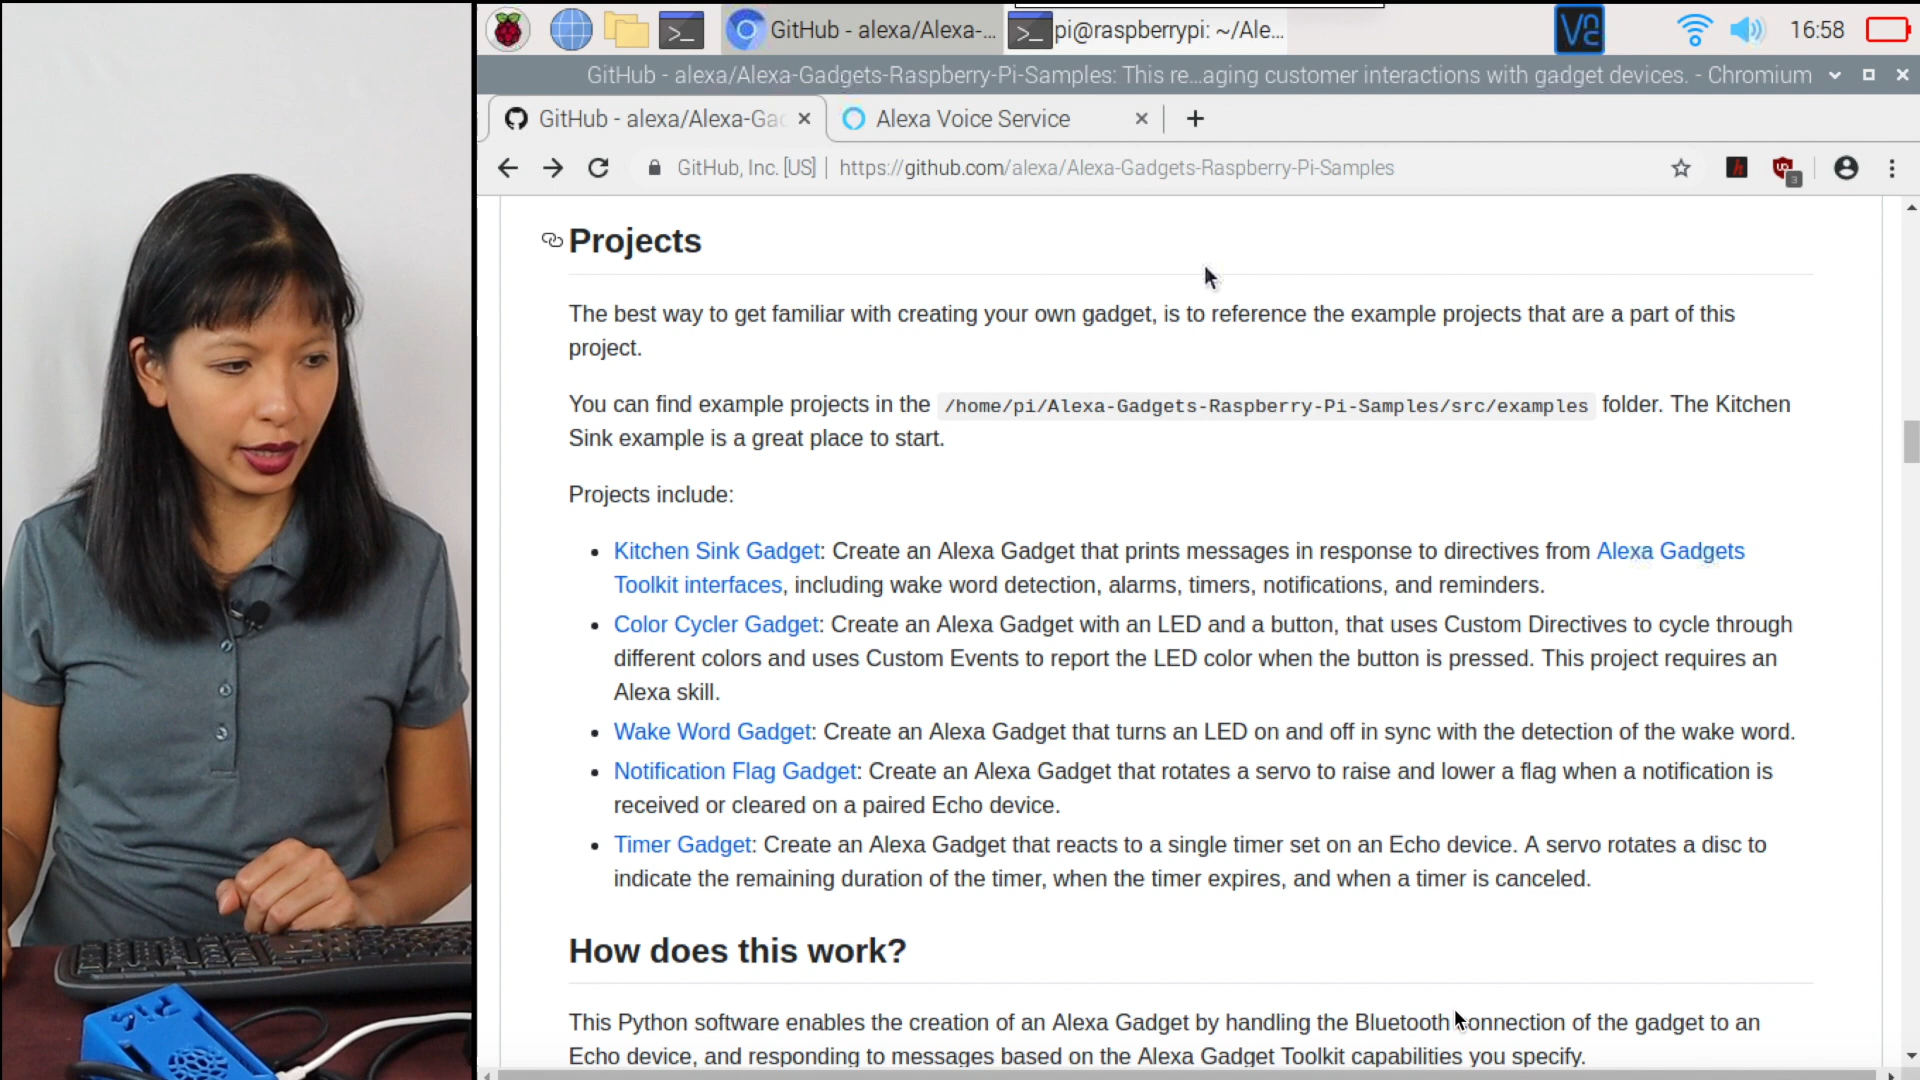 GitHub - alexa/Alexa-...
pi@raspberrypi: ~/Ale...
16:58
GitHub - alexa/Alexa-Gadgets-Raspberry-Pi-Samples: This re...aging customer interactions with gadget devices. - Chromium
GitHub - alexa/Alexa-Gad
Alexa Voice Service
GitHub, Inc. [US] | https://github.com/alexa/Alexa-Gadgets-Raspberry-Pi-Samples
3
Projects
The best way to get familiar with creating your own gadget, is to reference the example projects that are a part of this
project.
You can find example projects in the /home/pi/Alexa-Gadgets-Raspberry-Pi-Samples/src/examples folder. The Kitchen
Sink example is a great place to start.
Projects include:
Kitchen Sink Gadget: Create an Alexa Gadget that prints messages in response to directives from Alexa Gadgets
Toolkit interfaces, including wake word detection, alarms, timers, notifications, and reminders.
Color Cycler Gadget: Create an Alexa Gadget with an LED and a button, that uses Custom Directives to cycle through
different colors and uses Custom Events to report the LED color when the button is pressed. This project requires an
Alexa skill.
Wake Word Gadget: Create an Alexa Gadget that turns an LED on and off in sync with the detection of the wake word.
Notification Flag Gadget: Create an Alexa Gadget that rotates a servo to raise and lower a flag when a notification is
received or cleared on a paired Echo device.
Timer Gadget: Create an Alexa Gadget that reacts to a single timer set on an Echo device. A servo rotates a disc to
indicate the remaining duration of the timer, when the timer expires, and when a timer is canceled.
How does this work?
This Python software enables the creation of an Alexa Gadget by handling the Bluetooth connection of the gadget to an
Echo device, and responding to messages based on the Alexa Gadget Toolkit capabilities you specify.